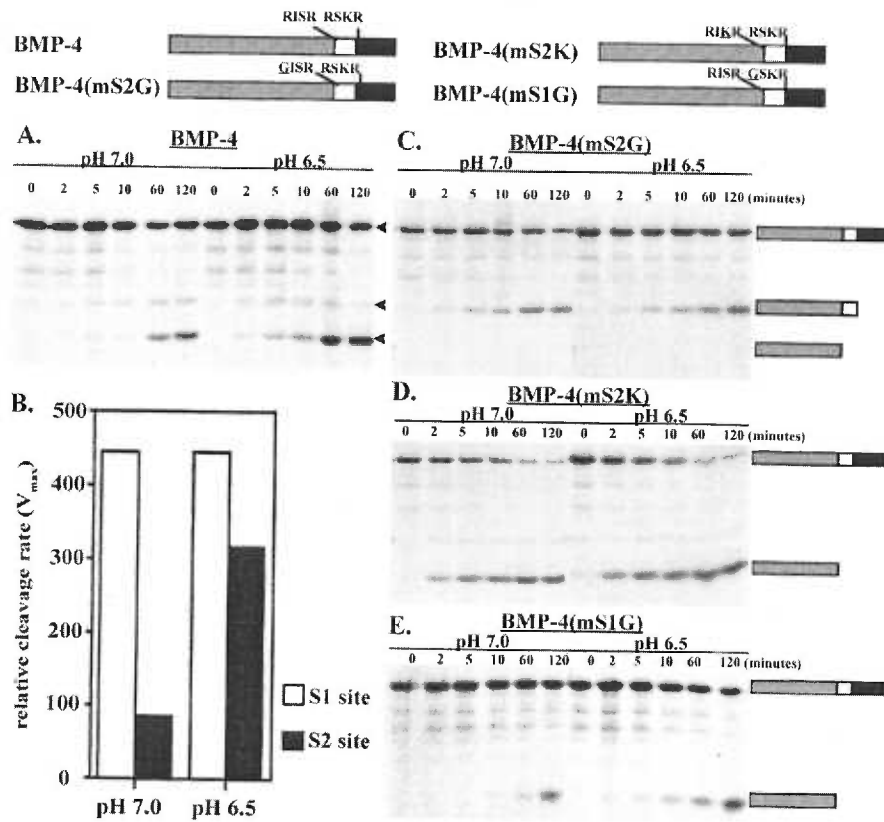 RISR RSKR
BMP-4
GISR RSKR
BMP-4(mS2G)
RIKR RSKR
BMP-4(mS2K)
RISR GSKR
BMP-4(mS1G)
A.
BMP-4
pH 7.0 pH 6.5
0 2 5 10 60 120 0 2 5 10 60 120
C.
BMP-4(mS2G)
pH 7.0 pH 6.5
0 2 5 10 60 120 0 2 5 10 60 120 (minutes)
B.
relative cleavage rate (Vmax)
500
400
300
200
100
0
pH 7.0 pH 6.5
S1 site
S2 site
D.
BMP-4(mS2K)
pH 7.0 pH 6.5
0 2 5 10 60 120 0 2 5 10 60 120 (minutes)
E.
BMP-4(mS1G)
pH 7.0 pH 6.5
0 2 5 10 60 120 0 2 5 10 60 120 (minutes)